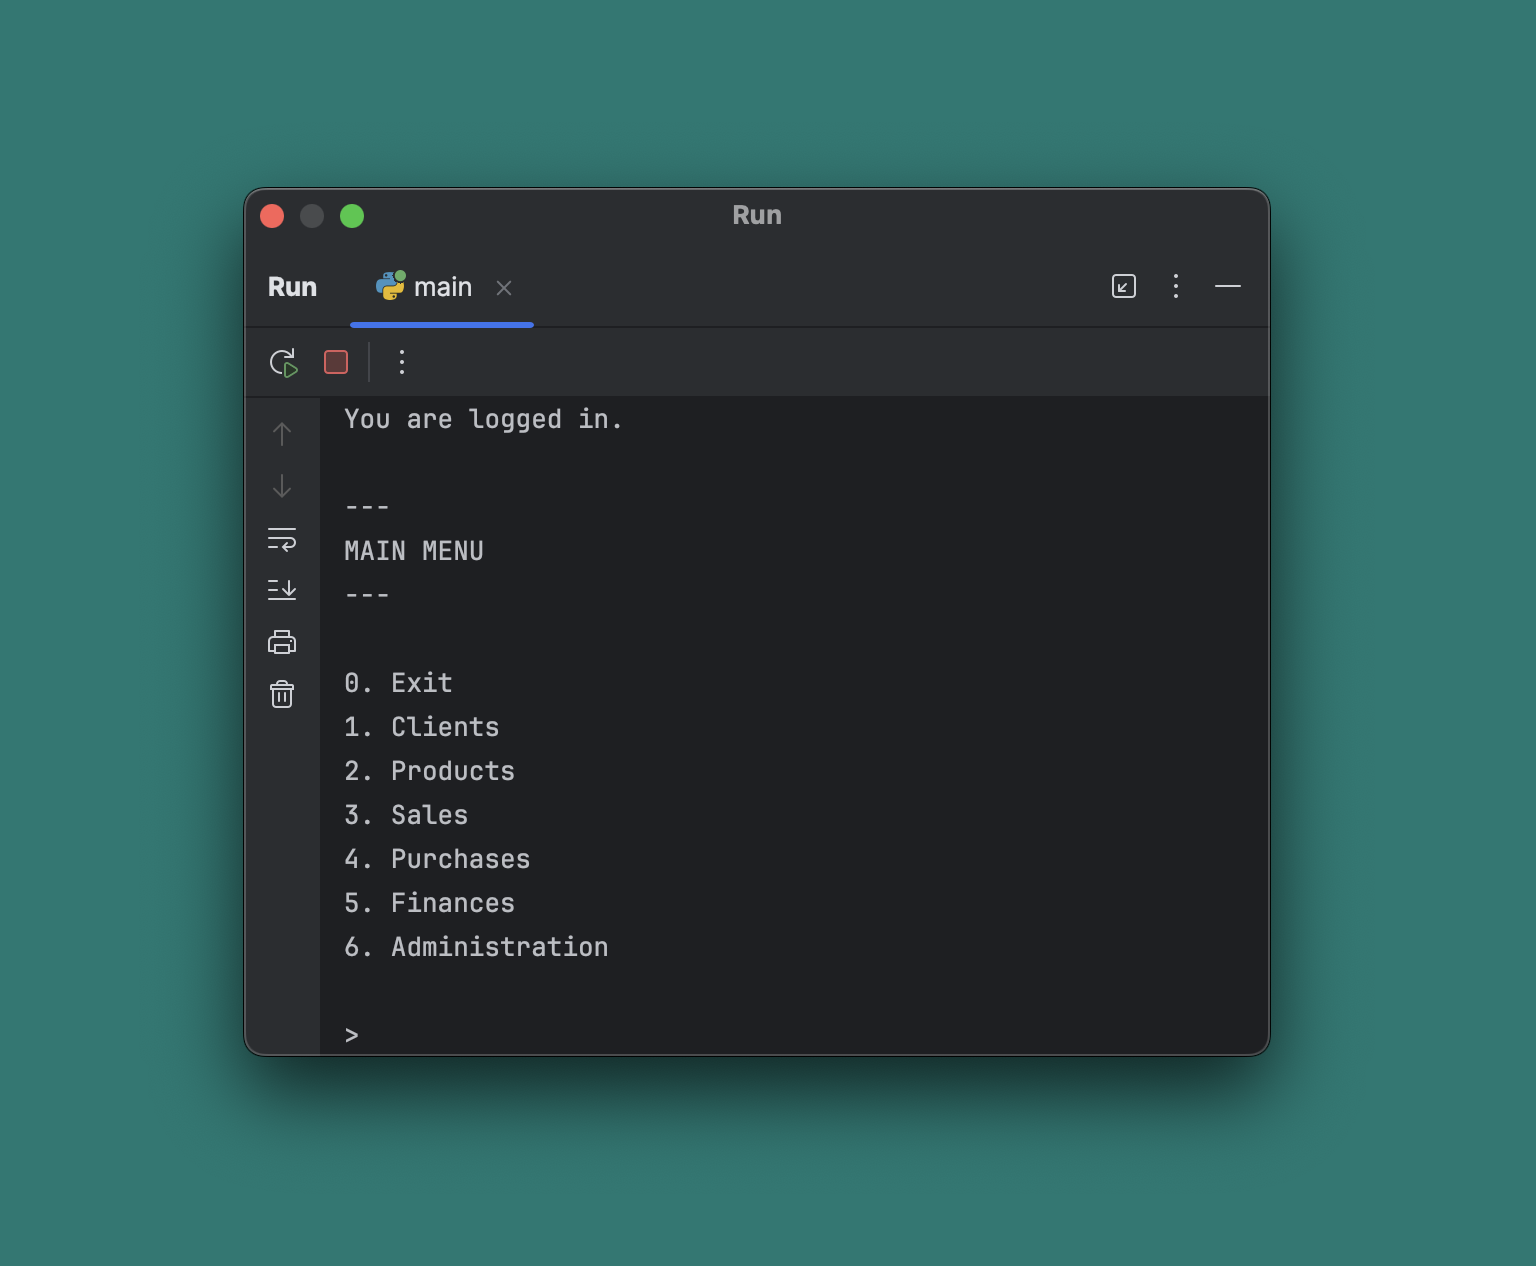 Run
Run main
You are logged in.
---
MAIN MENU
---
0. Exit
1. Clients
2. Products
3. Sales
4. Purchases
5. Finances
6. Administration
>